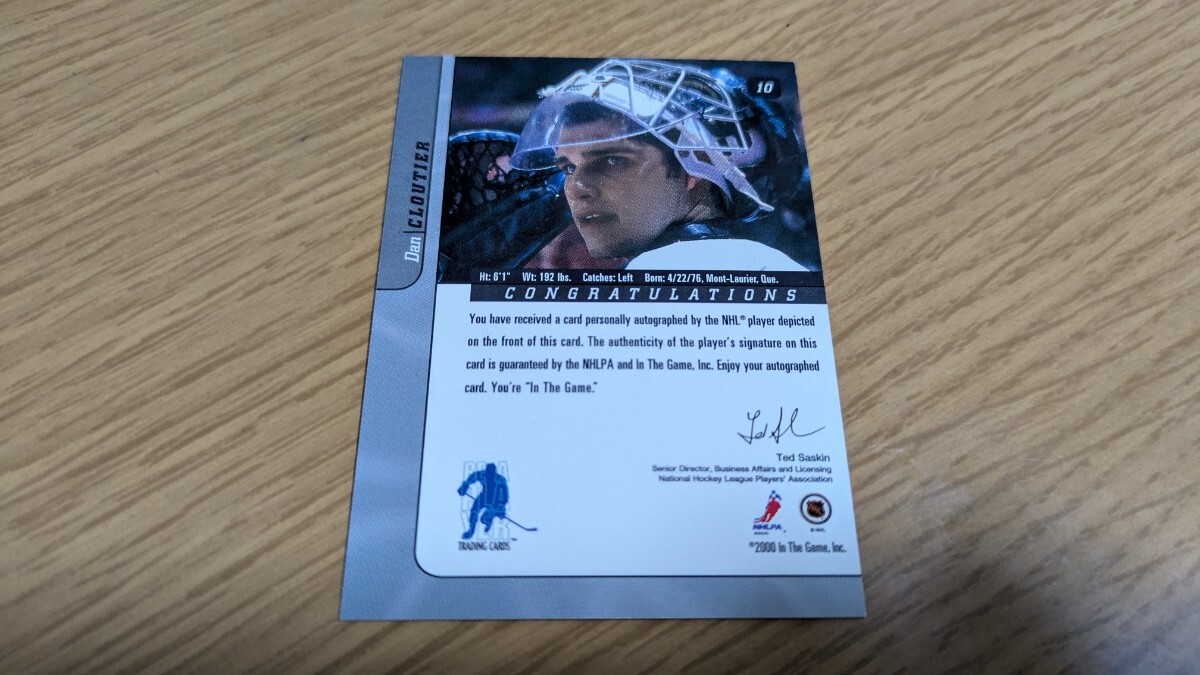 10
Dan CLOUTIER
Ht: 6'1" Wt: 192 lbs. Catches: Left Born: 4/22/76, Mont-Laurier, Que.
CONGRATULATIONS
You have received a card personally autographed by the NHL® player depicted
on the front of this card. The authenticity of the player's signature on this
card is guaranteed by the NHLPA and In The Game, Inc. Enjoy your autographed
card. You're "In The Game."
Ted Saskin
Senior Director, Business Affairs and Licensing
National Hockey League Players' Association
TRADING CARDS™
NHLPA
©2000 In The Game, Inc.